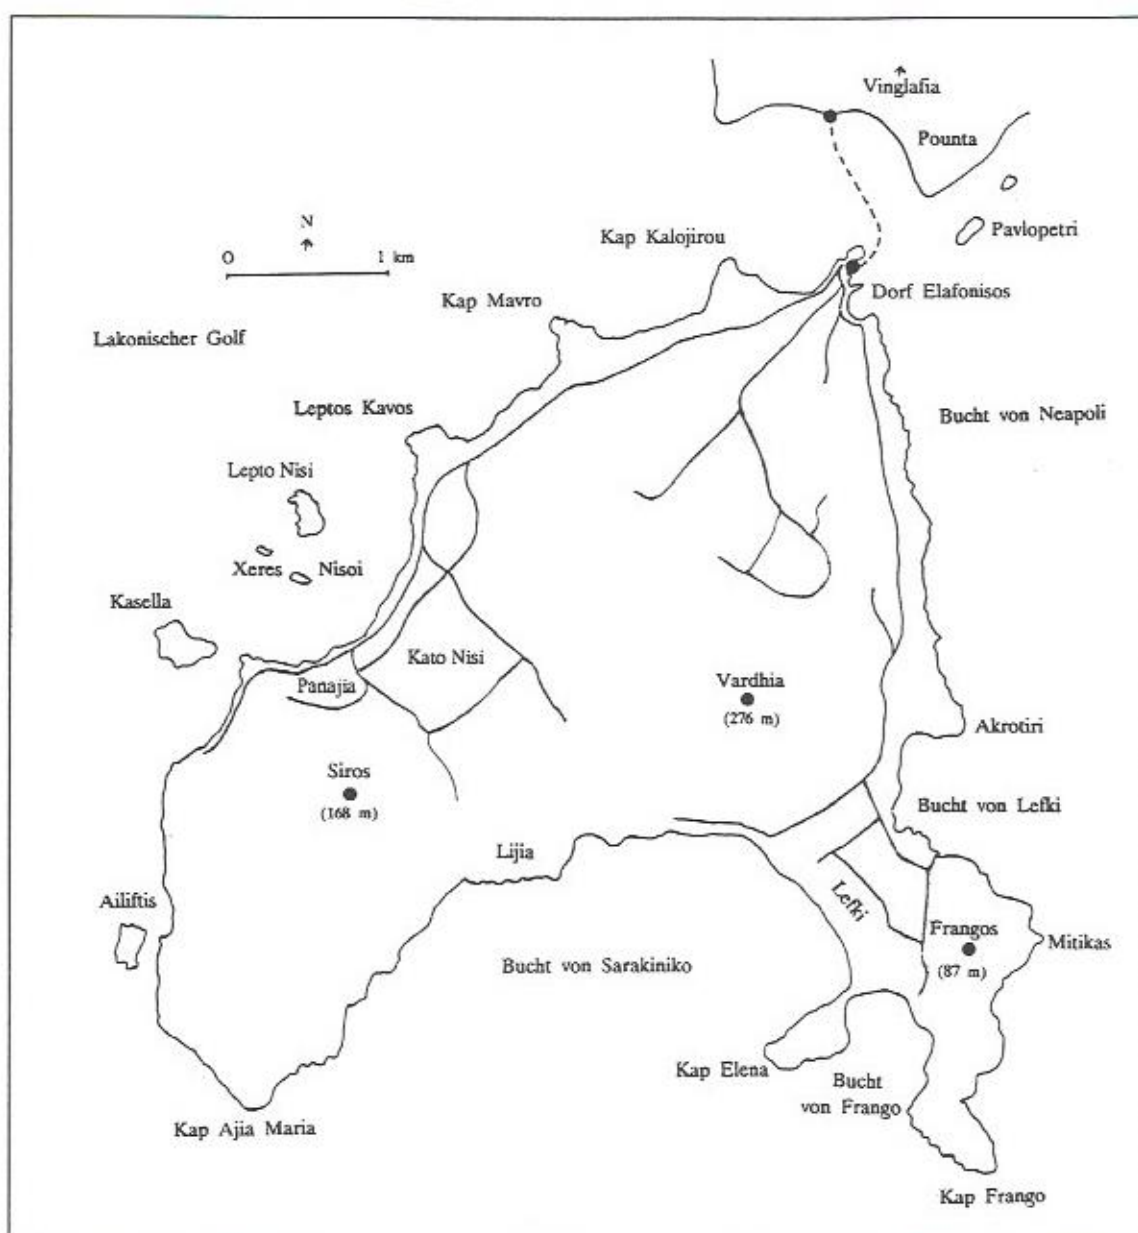 Vinglafia
Pounta
N
0 1 km
Kap Kalojirou
Pavlopetri
Kap Mavro
Dorf Elafonisos
Lakonischer Golf
Leptos Kavos
Bucht von Neapoli
Lepto Nisi
Xeres Nisoi
Kasella
Kato Nisi
Panajia
Vardhia
(276 m)
Akrotiri
Siros
(168 m)
Bucht von Lefki
Lijia
Lefki
Ailiftis
Frangos
(87 m)
Mitikas
Bucht von Sarakiniko
Kap Elena
Bucht
von Frango
Kap Ajia Maria
Kap Frango